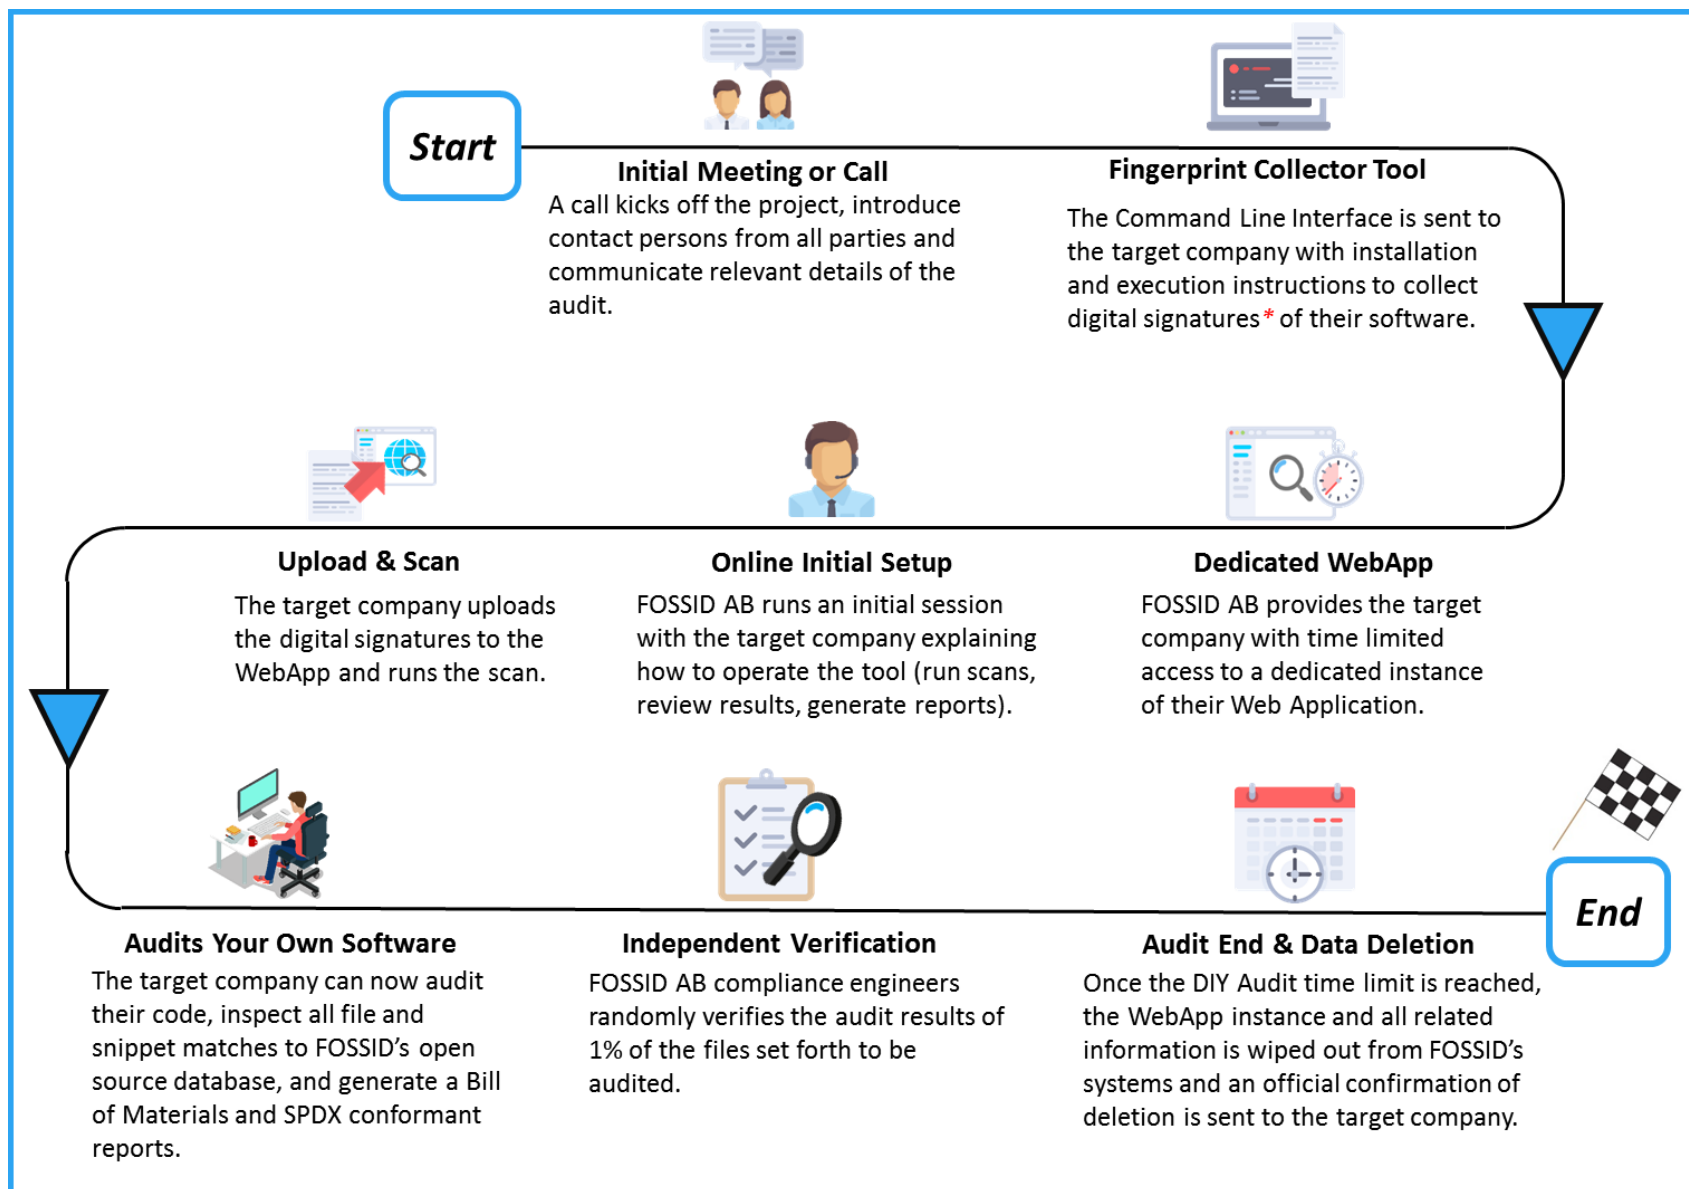 Start
Initial Meeting or Call
A call kicks off the project, introduce
contact persons from all parties and
communicate relevant details of the
audit.
Fingerprint Collector Tool
The Command Line Interface is sent to
the target company with installation
and execution instructions to collect
digital signatures* of their software.
Upload & Scan
The target company uploads
the digital signatures to the
WebApp and runs the scan.
Online Initial Setup
FOSSID AB runs an initial session
with the target company explaining
how to operate the tool (run scans,
review results, generate reports).
Dedicated WebApp
FOSSID AB provides the target
company with time limited
access to a dedicated instance
of their Web Application.
Audits Your Own Software
The target company can now audit
their code, inspect all file and
snippet matches to FOSSID’s open
source database, and generate a Bill
of Materials and SPDX conformant
reports.
Independent Verification
FOSSID AB compliance engineers
randomly verifies the audit results of
1% of the files set forth to be
audited.
Audit End & Data Deletion
Once the DIY Audit time limit is reached,
the WebApp instance and all related
information is wiped out from FOSSID’s
systems and an official confirmation of
deletion is sent to the target company.
End